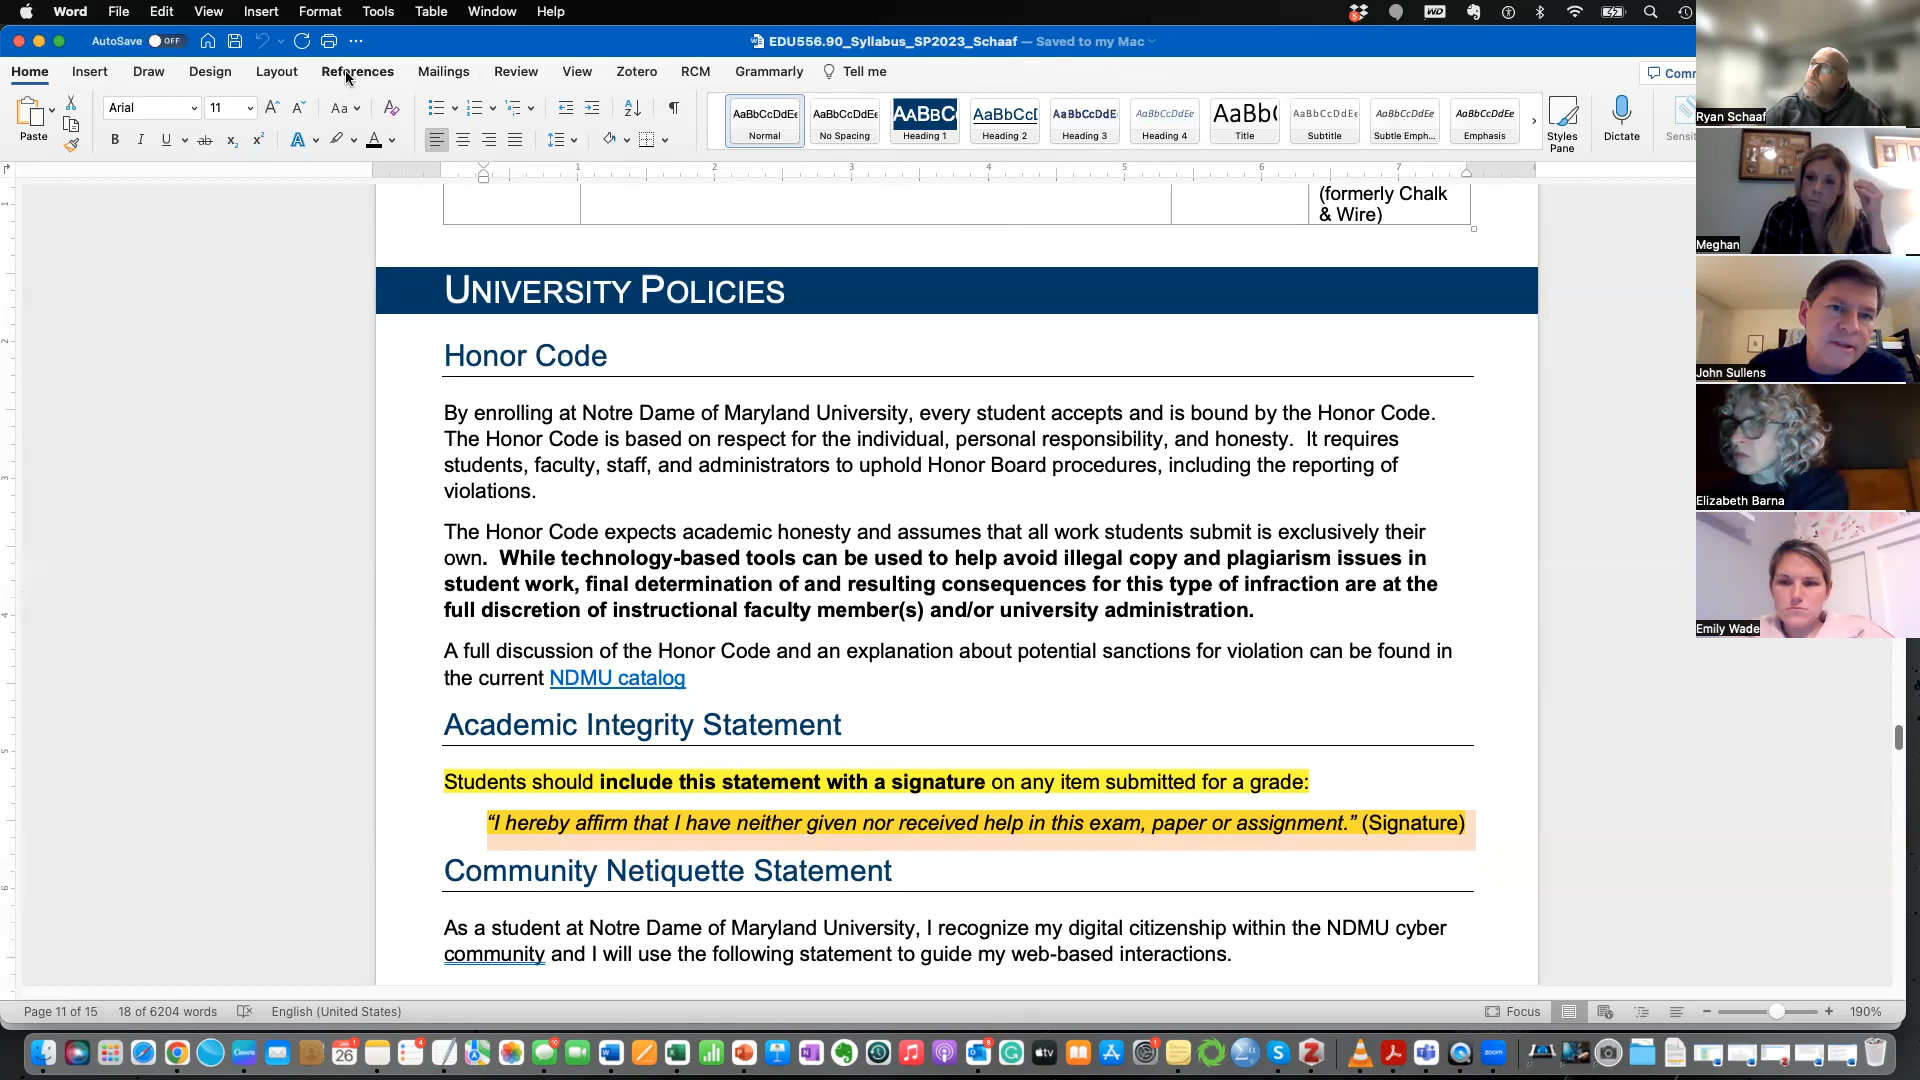 Word File Edit View Insert Format Tools Table Window Help
AutoSave OFF
EDU556.90_Syllabus_SP2023_Schaaf — Saved to my Mac
Home Insert Draw Design Layout References Mailings Review View Zotero RCM Grammarly Tell me
Paste
Arial 11
AaBbCcDdEe Normal
AaBbCcDdEe No Spacing
AaBbC Heading 1
AaBbCcI Heading 2
AaBbCcDdE Heading 3
AaBbCcDdE Heading 4
AaBb( Title
AaBbCcDdEe Subtitle
AaBbCcDdEe Subtle Emph...
AaBbCcDdEe Emphasis
Styles Pane
Dictate
1 2 3 4 5 6 7
(formerly Chalk
& Wire)
UNIVERSITY POLICIES
Honor Code
By enrolling at Notre Dame of Maryland University, every student accepts and is bound by the Honor Code.
The Honor Code is based on respect for the individual, personal responsibility, and honesty.  It requires
students, faculty, staff, and administrators to uphold Honor Board procedures, including the reporting of
violations.
The Honor Code expects academic honesty and assumes that all work students submit is exclusively their
own.  While technology-based tools can be used to help avoid illegal copy and plagiarism issues in
student work, final determination of and resulting consequences for this type of infraction are at the
full discretion of instructional faculty member(s) and/or university administration.
A full discussion of the Honor Code and an explanation about potential sanctions for violation can be found in
the current NDMU catalog
Academic Integrity Statement
Students should include this statement with a signature on any item submitted for a grade:
“I hereby affirm that I have neither given nor received help in this exam, paper or assignment.” (Signature)
Community Netiquette Statement
As a student at Notre Dame of Maryland University, I recognize my digital citizenship within the NDMU cyber
community and I will use the following statement to guide my web-based interactions.
Page 11 of 15 18 of 6204 words English (United States) Focus 190%
Ryan Schaaf
Meghan
John Sullens
Elizabeth Barna
Emily Wade